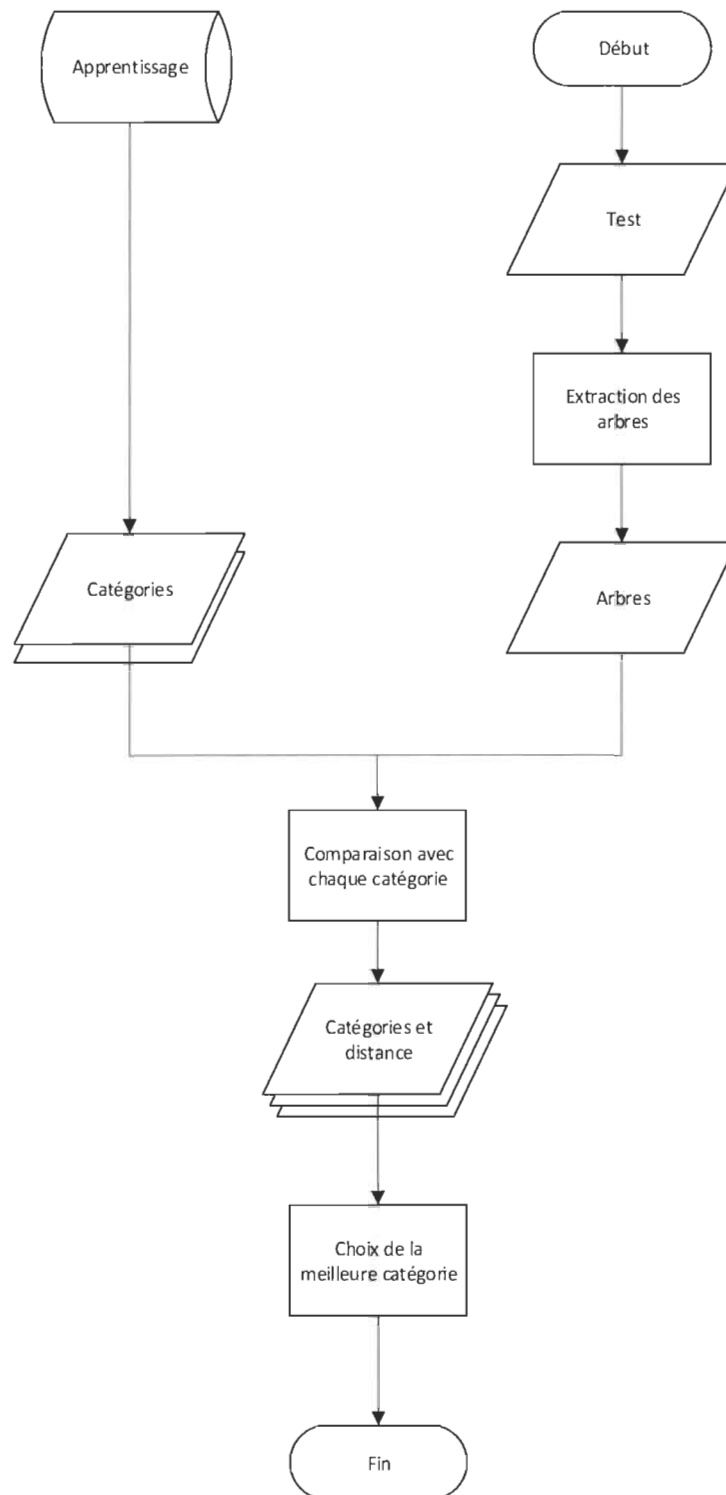 Apprentissage
Début
Test
Extraction des
arbres
Catégories
Arbres
Comparaison avec
chaque catégorie
Catégories et
distance
Choix de la
meilleure catégorie
Fin